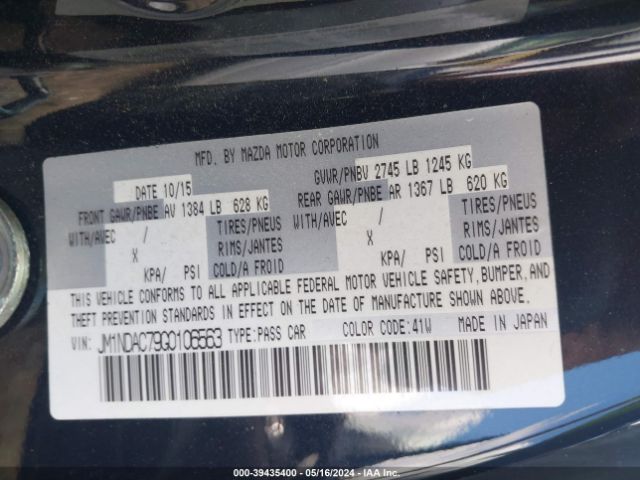 MFD. BY MAZDA MOTOR CORPORATION
DATE 10/15 GVWR/PNBV 2745 LB 1245 KG
FRONT GAWR/PNBE AV 1384 LB 628 KG REAR GAWR/PNBE AR 1367 LB 620 KG
WITH/AVEC / TIRES/PNEUS WITH/AVEC / TIRES/PNEUS
X RIMS/JANTES X RIMS/JANTES
KPA/ PSI COLD/A FROID KPA/ PSI COLD/A FROID
THIS VEHICLE CONFORMS TO ALL APPLICABLE FEDERAL MOTOR VEHICLE SAFETY, BUMPER, AND
THEFT PREVENTION STANDARDS IN EFFECT ON THE DATE OF MANUFACTURE SHOWN ABOVE.
VIN: JM1NDAC79G0106563 TYPE:PASS CAR COLOR CODE:41W MADE IN JAPAN
000-39435400 - 05/16/2024 - IAA Inc.